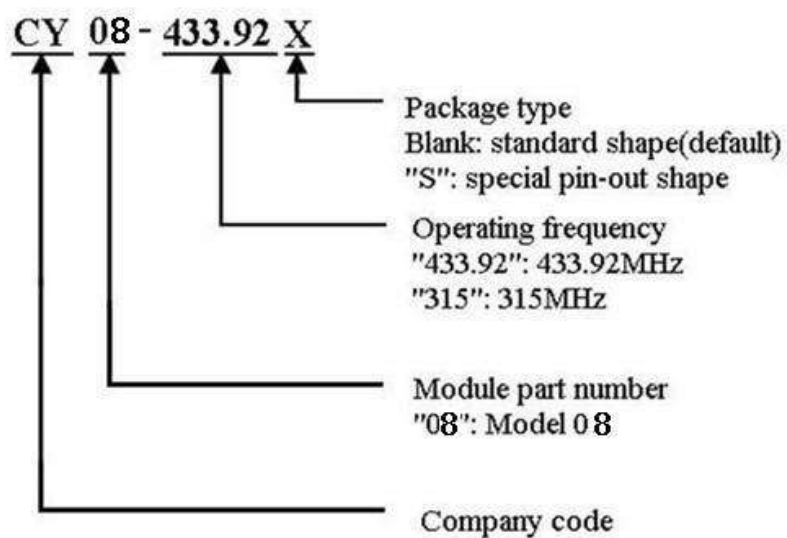 CY 08 - 433.92 X
Package type
Blank: standard shape(default)
"S": special pin-out shape
Operating frequency
"433.92": 433.92MHz
"315": 315MHz
Module part number
"08": Model 08
Company code